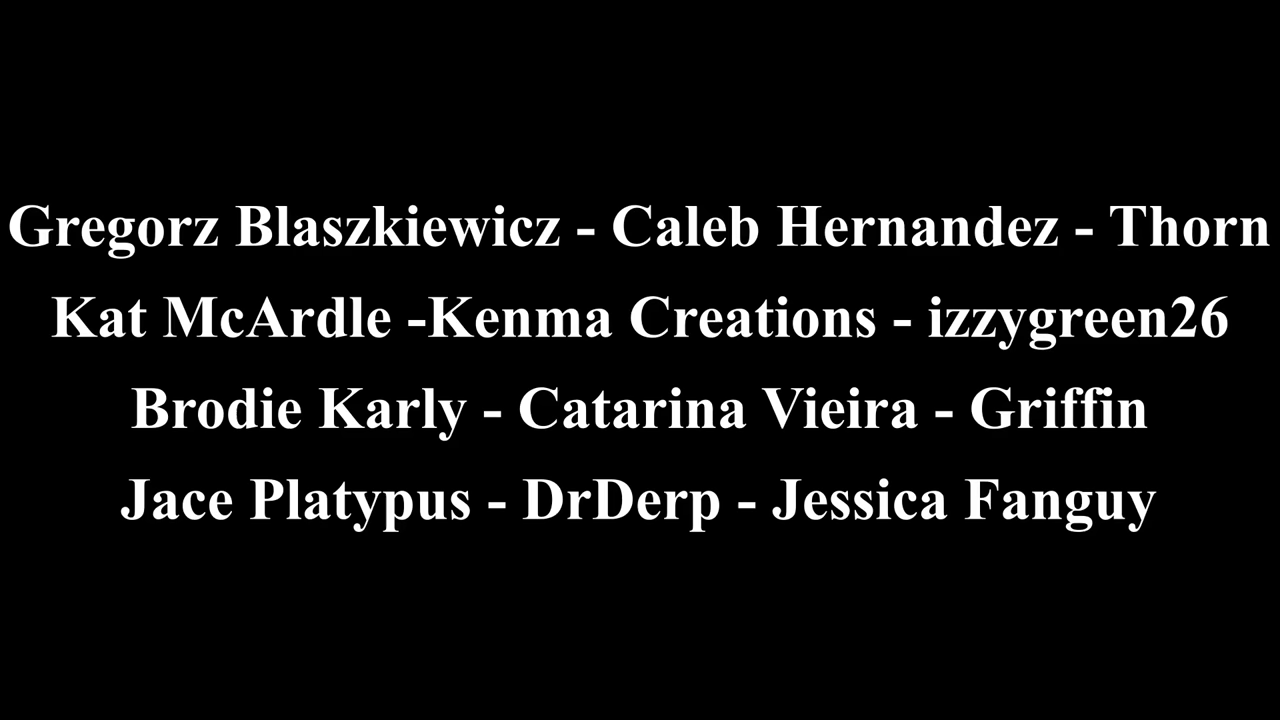 Gregorz Blaszkiewicz - Caleb Hernandez - Thorn
Kat McArdle -Kenma Creations - izzygreen26
Brodie Karly - Catarina Vieira - Griffin
Jace Platypus - DrDerp - Jessica Fanguy